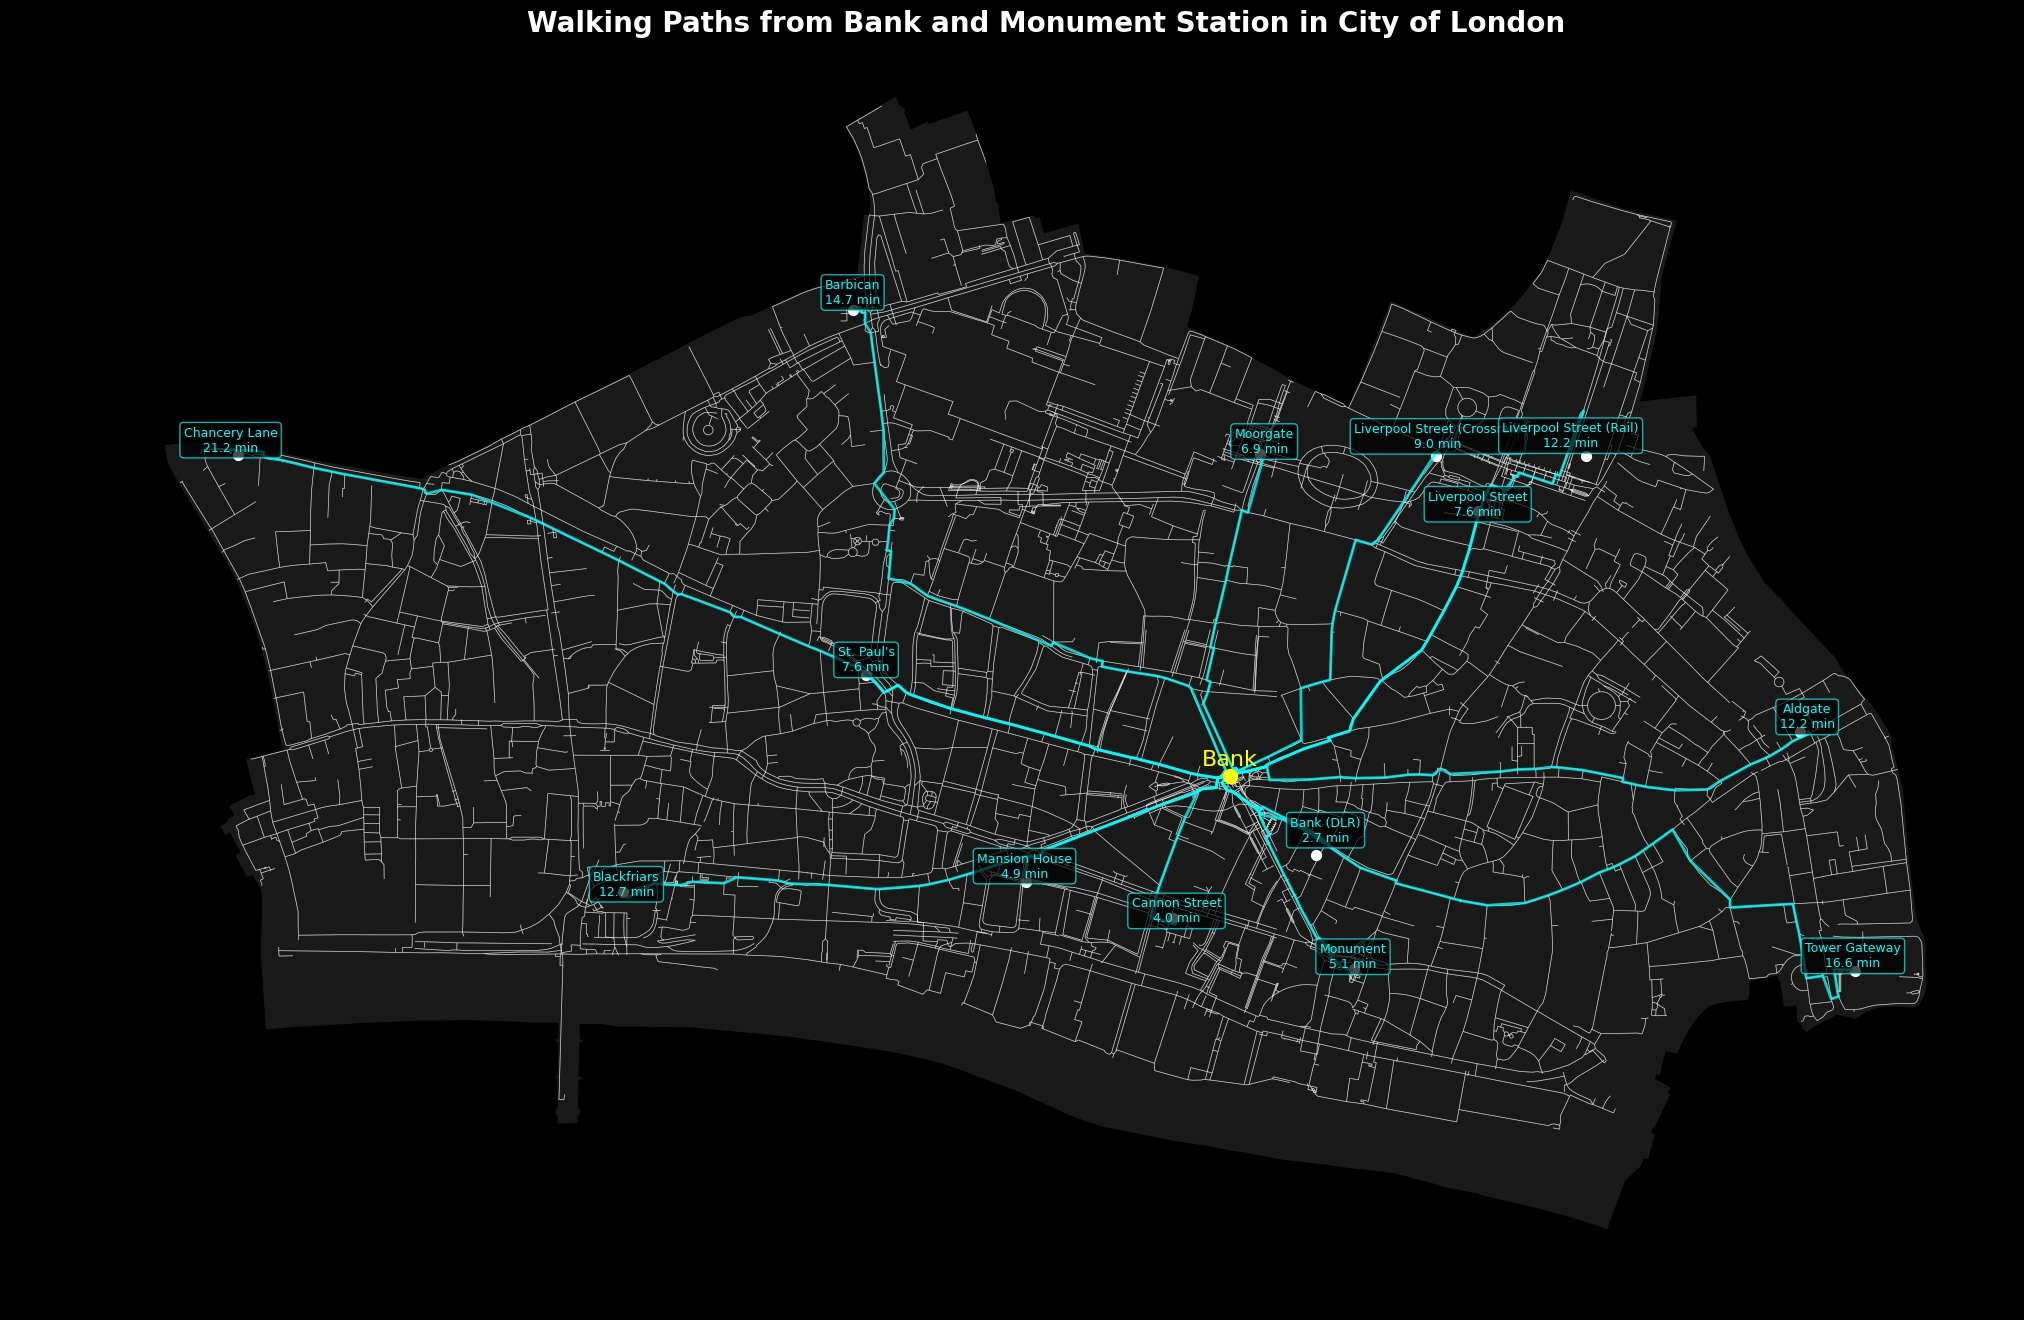 Walking Paths from Bank and Monument Station in City of London
Barbican
14.7 min
Chancery Lane
21.2 min
Moorgate
6.9 min
Liverpool Street (Cross
9.0 min
Liverpool Street (Rail)
12.2 min
Liverpool Street
7.6 min
St. Paul's
7.6 min
Aldgate
12.2 min
Bank
Bank (DLR)
2.7 min
Mansion House
4.9 min
Blackfriars
12.7 min
Cannon Street
4.0 min
Monument
5.1 min
Tower Gateway
16.6 min